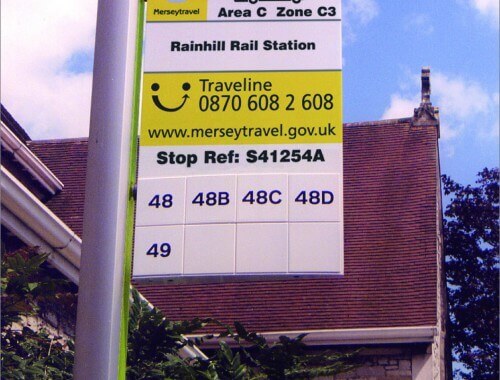 Merseytravel
Area C Zone C3
Rainhill Rail Station
Traveline
0870 608 2 608
www.merseytravel.gov.uk
Stop Ref: S41254A
48 48B 48C 48D
49